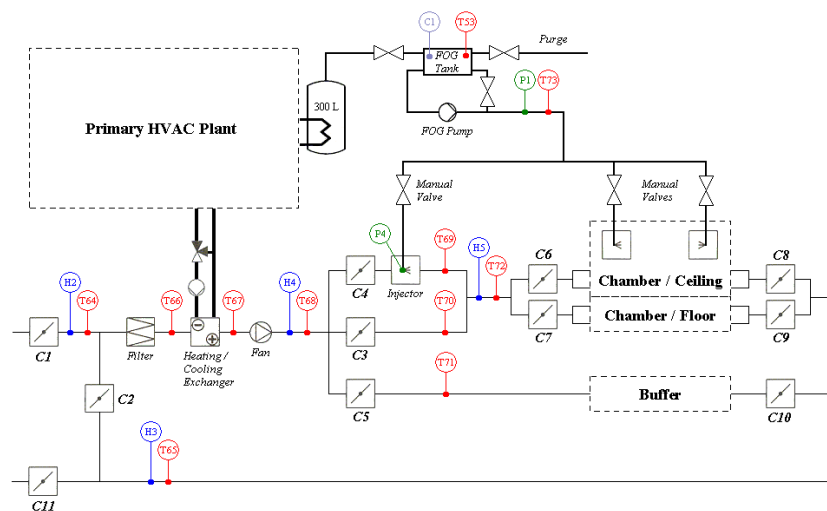 C1
T53
FOG
Tank
Purge
300 L
Primary HVAC Plant
P1
T73
FOG Pump
Manual
Valve
Manual
Valves
P4
T69
H5
T72
C6
C8
H2
T64
T66
T67
H4
T68
C4
Injector
T70
Chamber / Ceiling
Chamber / Floor
C1
Filter
Heating /
Cooling
Exchanger
Fan
C3
C7
C9
T71
C2
C5
Buffer
C10
H3
T65
C11